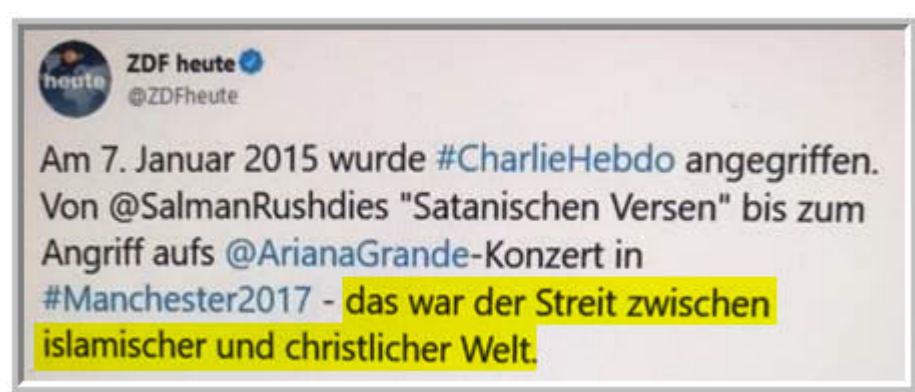 ZDF heute
heute
@ZDFheute
Am 7. Januar 2015 wurde #CharlieHebdo angegriffen.
Von @SalmanRushdies "Satanischen Versen" bis zum
Angriff aufs @ArianaGrande-Konzert in
#Manchester2017 - das war der Streit zwischen
islamischer und christlicher Welt.